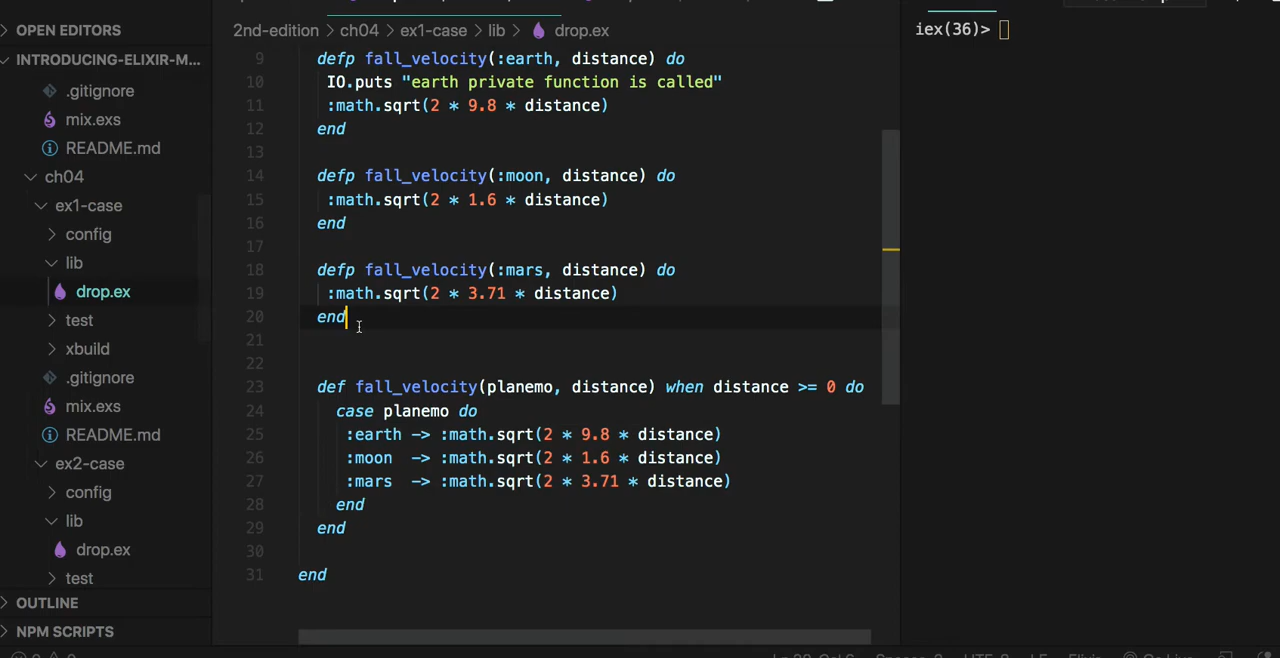 OPEN EDITORS
INTRODUCING-ELIXIR-M...
.gitignore
mix.exs
README.md
ch04
ex1-case
config
lib
drop.ex
test
xbuild
.gitignore
mix.exs
README.md
ex2-case
config
lib
drop.ex
test
OUTLINE
NPM SCRIPTS
2nd-edition > ch04 > ex1-case > lib > drop.ex
9 defp fall_velocity(:earth, distance) do
10 IO.puts "earth private function is called"
11 :math.sqrt(2 * 9.8 * distance)
12 end
13
14 defp fall_velocity(:moon, distance) do
15 :math.sqrt(2 * 1.6 * distance)
16 end
17
18 defp fall_velocity(:mars, distance) do
19 :math.sqrt(2 * 3.71 * distance)
20 end
21
22
23 def fall_velocity(planemo, distance) when distance >= 0 do
24 case planemo do
25 :earth -> :math.sqrt(2 * 9.8 * distance)
26 :moon -> :math.sqrt(2 * 1.6 * distance)
27 :mars -> :math.sqrt(2 * 3.71 * distance)
28 end
29 end
30
31 end
iex(36)>